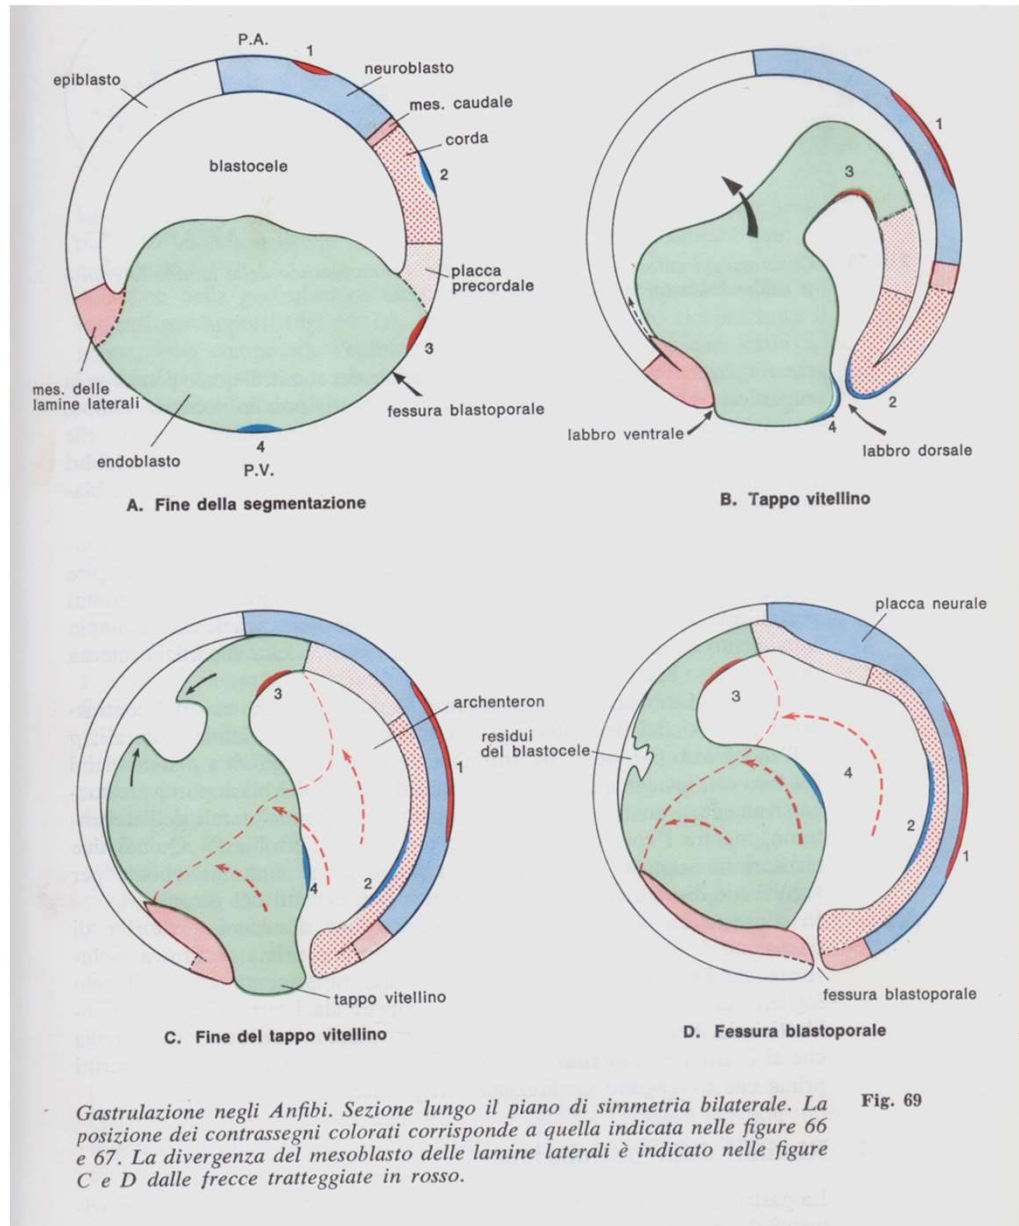 P.A.
1
epiblasto
neuroblasto
mes. caudale
corda
2
blastocele
placca
precordale
3
mes. delle
lamine laterali
fessura blastoporale
endoblasto
4
P.V.
A. Fine della segmentazione
1
3
2
labbro ventrale
4
labbro dorsale
B. Tappo vitellino
3
archenteron
1
4
2
tappo vitellino
C. Fine del tappo vitellino
placca neurale
3
residui
del blastocele
4
2
1
fessura blastoporale
D. Fessura blastoporale
Gastrulazione negli Anfibi. Sezione lungo il piano di simmetria bilaterale. La
posizione dei contrassegni colorati corrisponde a quella indicata nelle figure 66
e 67. La divergenza del mesoblasto delle lamine laterali è indicato nelle figure
C e D dalle frecce tratteggiate in rosso.
Fig. 69